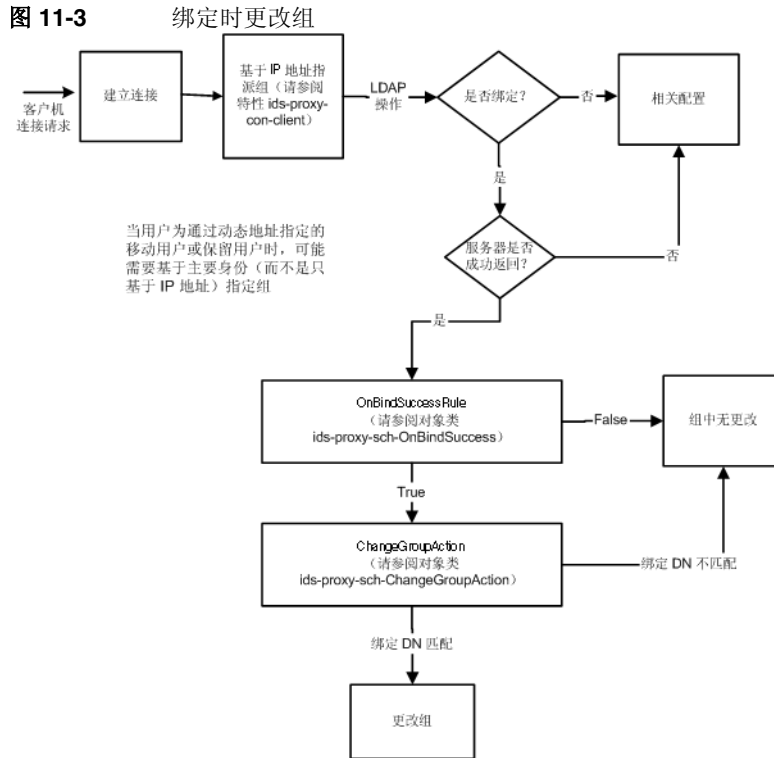 图 11-3 绑定时更改组
客户机
连接请求
建立连接
基于 IP 地址指
派组（请参阅
特性 ids-proxy-
con-client）
LDAP
操作
是否绑定？
否
相关配置
是
当用户为通过动态地址指定的
移动用户或保留用户时，可能
需要基于主要身份（而不是只
基于 IP 地址）指定组
服务器是否
成功返回？
否
是
OnBindSuccessRule
（请参阅对象类
ids-proxy-sch-OnBindSuccess）
False
组中无更改
True
ChangeGroupAction
（请参阅对象类
ids-proxy-sch-ChangeGroupAction）
绑定 DN 不匹配
绑定 DN 匹配
更改组